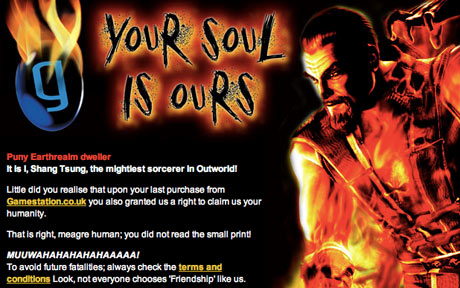 g
YOUR SOUL
IS OURS
Puny Earthrealm dweller
It is I, Shang Tsung, the mightiest sorcerer in Outworld!
Little did you realise that upon your last purchase from
Gamestation.co.uk you also granted us a right to claim us your
humanity.
That is right, meagre human; you did not read the small print!
MUUWAHAHAHAHAHAAAAA!
To avoid future fatalities; always check the terms and
conditions Look, not everyone chooses 'Friendship' like us.